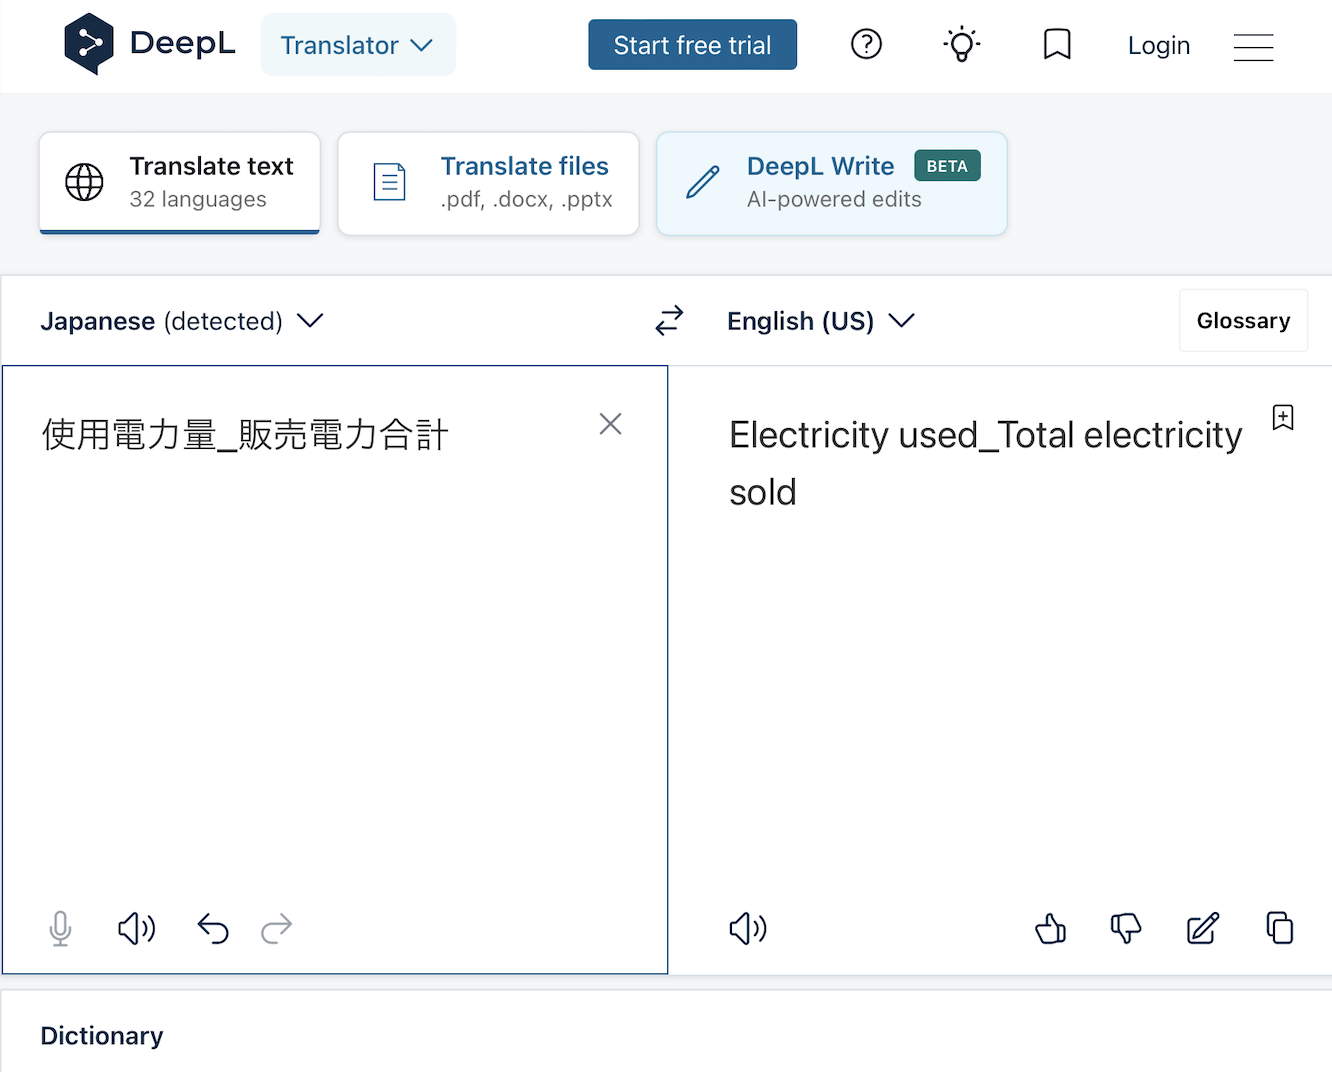 DeepL
Translator
Start free trial
Login
Translate text
32 languages
Translate files
.pdf, .docx, .pptx
DeepL Write BETA
AI-powered edits
Japanese (detected)
English (US)
Glossary
使用電力量_販売電力合計
Electricity used_Total electricity
sold
Dictionary